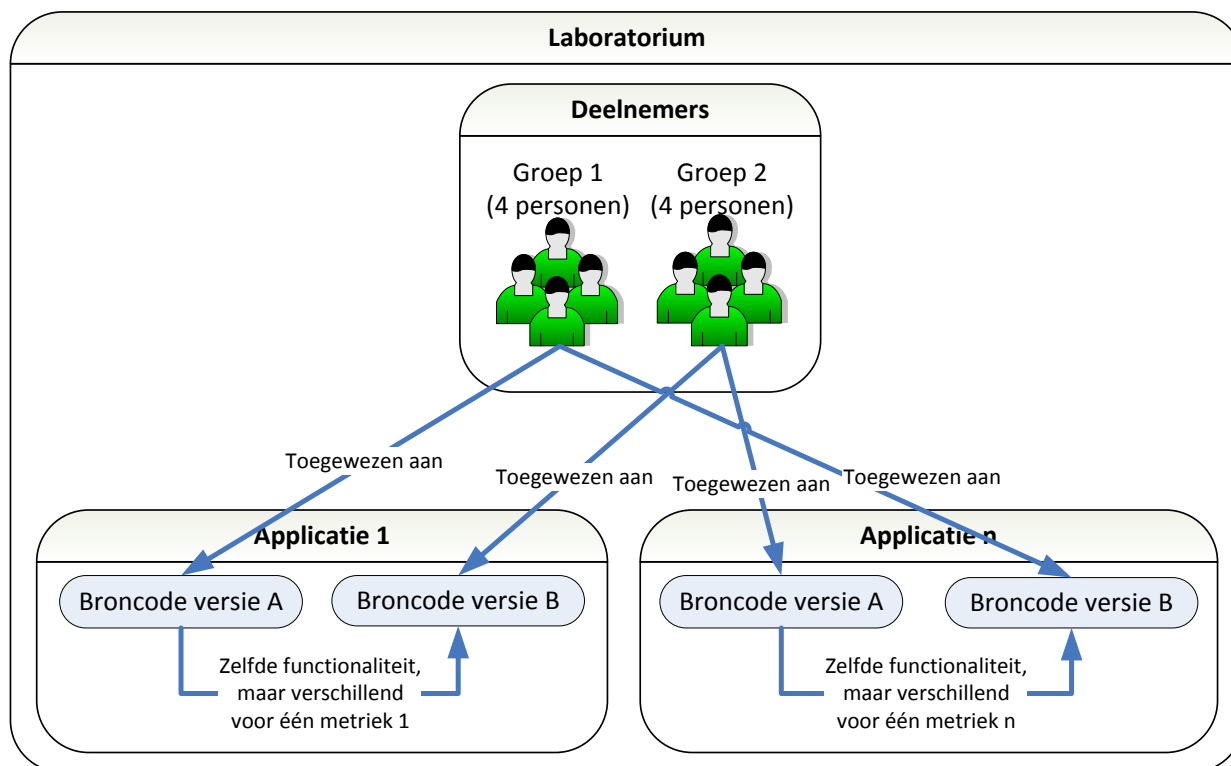 Laboratorium
Deelnemers
Groep 1
(4 personen)
Groep 2
(4 personen)
Toegewezen aan
Toegewezen aan
Toegewezen aan
Toegewezen aan
Applicatie 1
Broncode versie A
Broncode versie B
Zelfde functionaliteit,
maar verschillend
voor één metriek 1
Applicatie n
Broncode versie A
Broncode versie B
Zelfde functionaliteit,
maar verschillend
voor één metriek n